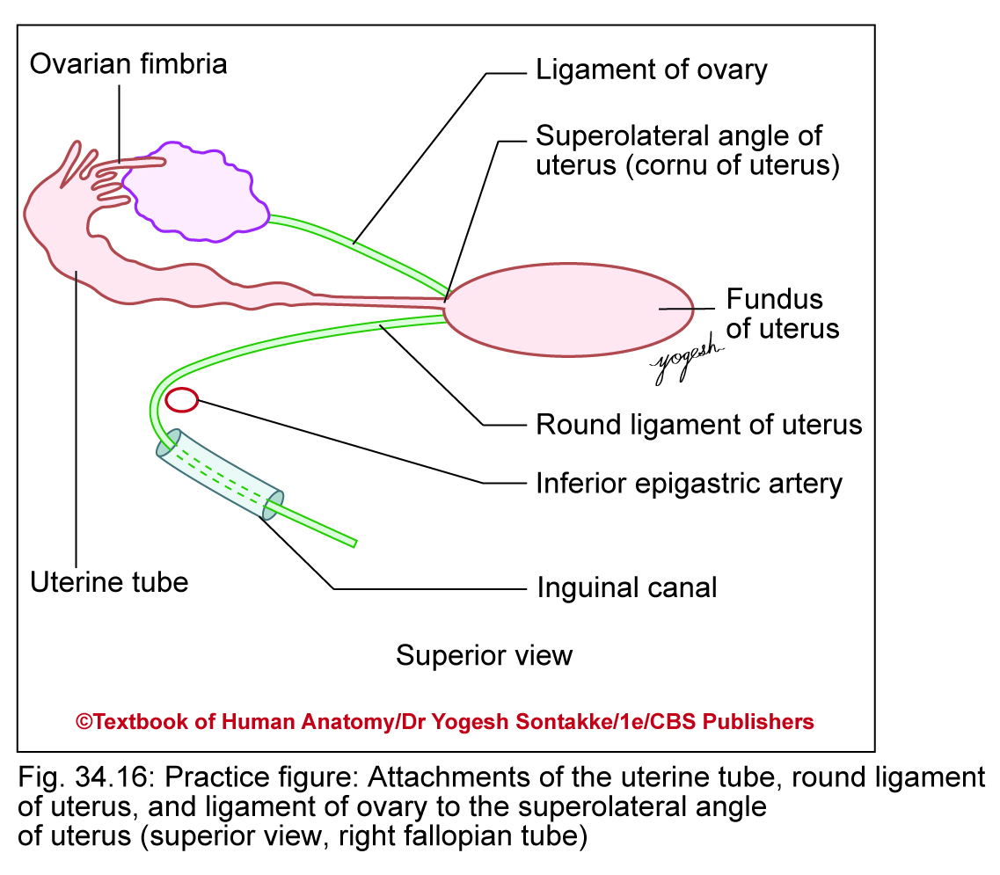 Ovarian fimbria
Ligament of ovary
Superolateral angle of
uterus (cornu of uterus)
Fundus
of uterus
yogesh
Round ligament of uterus
Inferior epigastric artery
Uterine tube
Inguinal canal
Superior view
©Textbook of Human Anatomy/Dr Yogesh Sontakke/1e/CBS Publishers
Fig. 34.16: Practice figure: Attachments of the uterine tube, round ligament
of uterus, and ligament of ovary to the superolateral angle
of uterus (superior view, right fallopian tube)